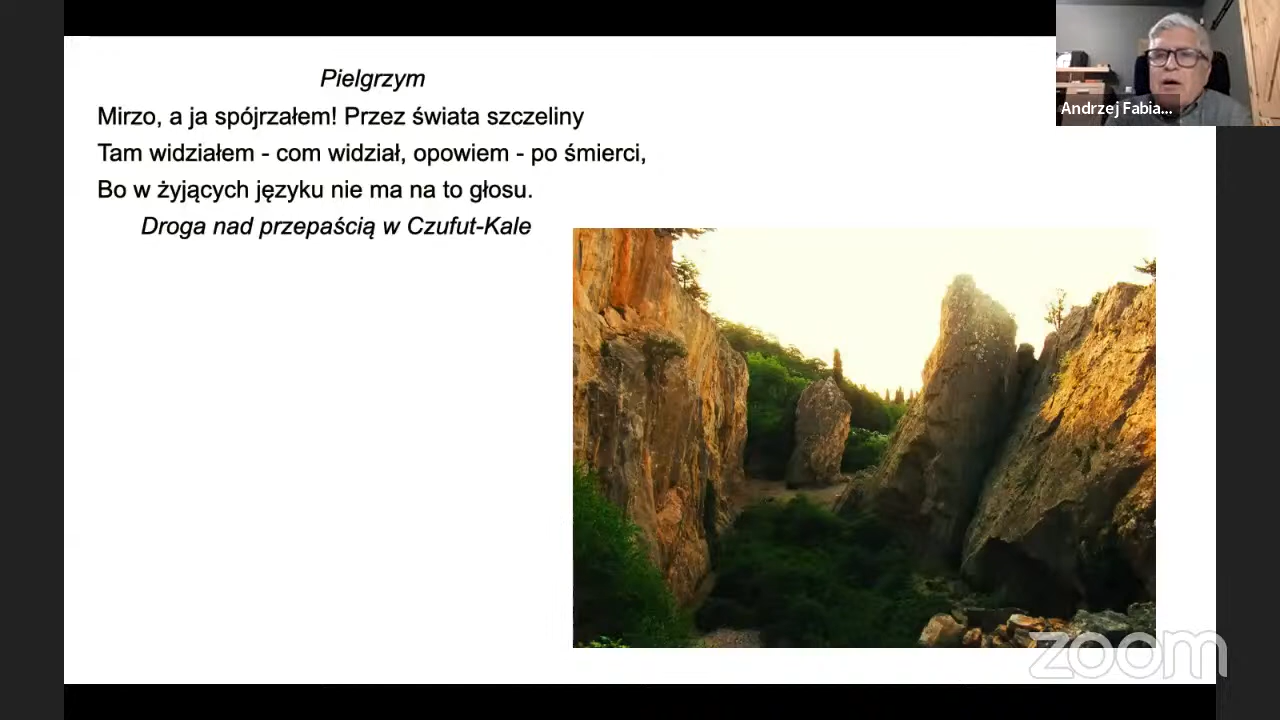 Pielgrzym
Mirzo, a ja spójrzałem! Przez świata szczeliny
Tam widziałem - com widział, opowiem - po śmierci,
Bo w żyjących języku nie ma na to głosu.
Droga nad przepaścią w Czufut-Kale
Andrzej Fabia...
zoom